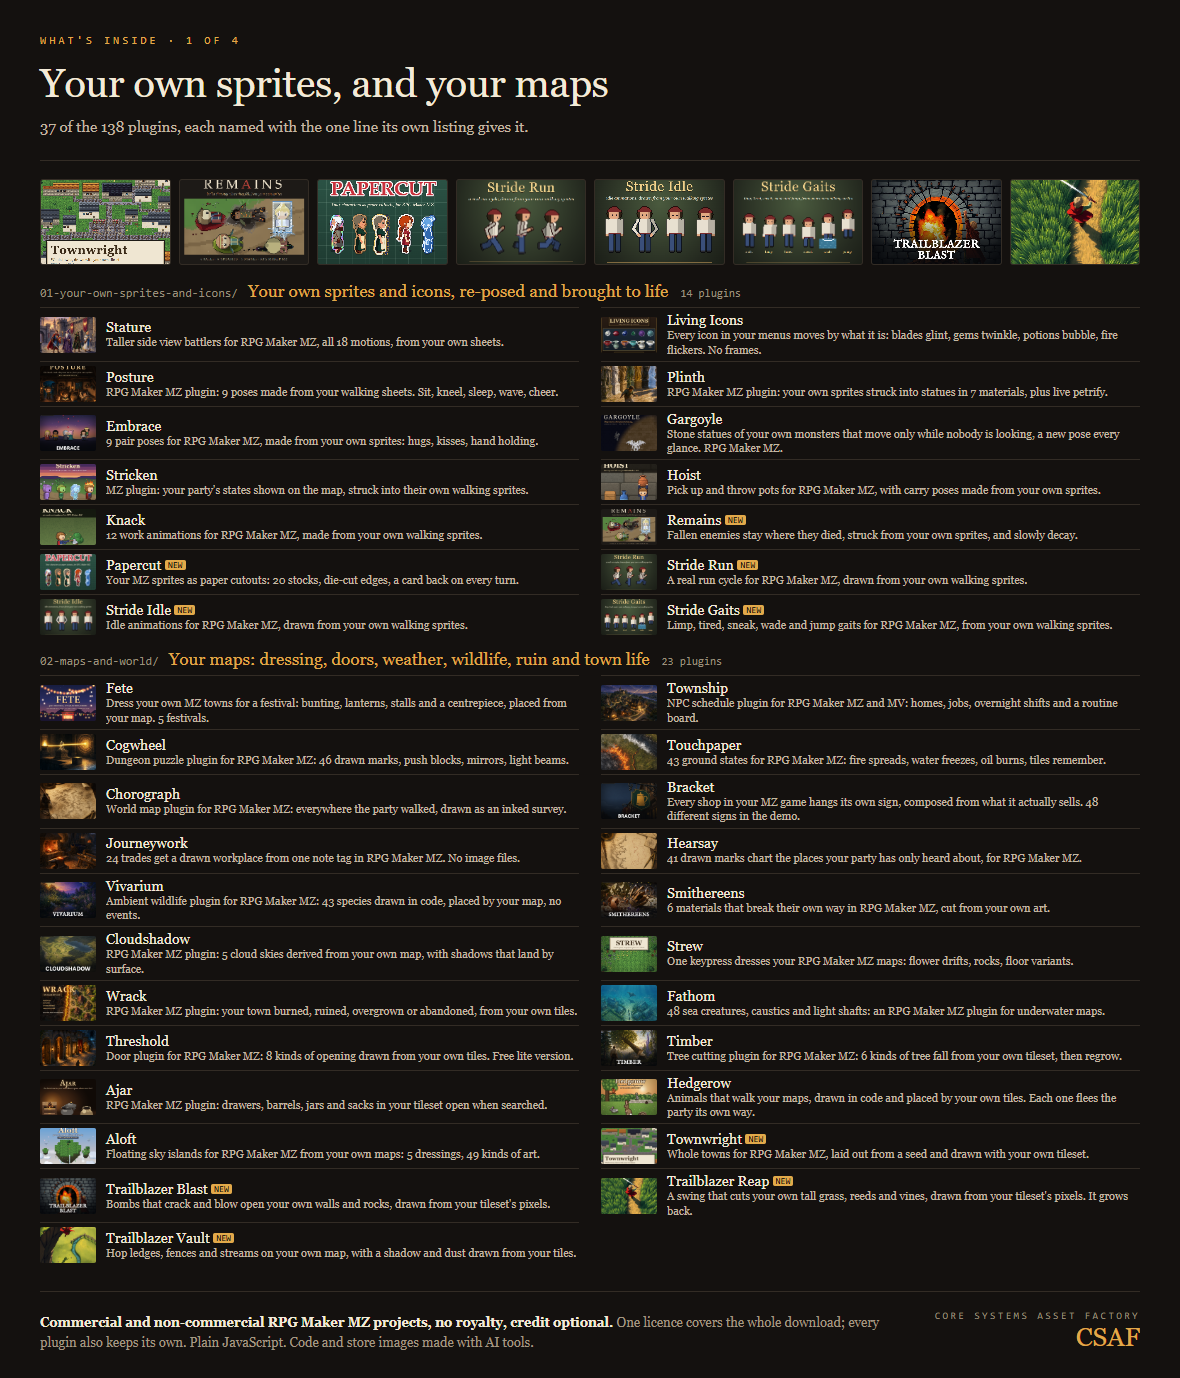 WHAT'S INSIDE · 1 OF 4
Your own sprites, and your maps
37 of the 138 plugins, each named with the one line its own listing gives it.
Townwright
REMAINS
PAPERCUT
Stride Run
Stride Idle
Stride Gaits
TRAILBLAZER
BLAST
01-your-own-sprites-and-icons/ Your own sprites and icons, re-posed and brought to life 14 plugins
Stature
Taller side view battlers for RPG Maker MZ, all 18 motions, from your own sheets.
LIVING ICONS
Living Icons
Every icon in your menus moves by what it is: blades glint, gems twinkle, potions bubble, fire
flickers. No frames.
POSTURE
Posture
RPG Maker MZ plugin: 9 poses made from your walking sheets. Sit, kneel, sleep, wave, cheer.
Plinth
RPG Maker MZ plugin: your own sprites struck into statues in 7 materials, plus live petrify.
EMBRACE
Embrace
9 pair poses for RPG Maker MZ, made from your own sprites: hugs, kisses, hand holding.
GARGOYLE
Gargoyle
Stone statues of your own monsters that move only while nobody is looking, a new pose every
glance. RPG Maker MZ.
Stricken
Stricken
MZ plugin: your party's states shown on the map, struck into their own walking sprites.
HOIST
Hoist
Pick up and throw pots for RPG Maker MZ, with carry poses made from your own sprites.
KNACK
Knack
12 work animations for RPG Maker MZ, made from your own walking sprites.
REMAINS
Remains NEW
Fallen enemies stay where they died, struck from your own sprites, and slowly decay.
PAPERCUT
Papercut NEW
Your MZ sprites as paper cutouts: 20 stocks, die-cut edges, a card back on every turn.
Stride Run
Stride Run NEW
A real run cycle for RPG Maker MZ, drawn from your own walking sprites.
Stride Idle
Stride Idle NEW
Idle animations for RPG Maker MZ, drawn from your own walking sprites.
Stride Gaits
Stride Gaits NEW
Limp, tired, sneak, wade and jump gaits for RPG Maker MZ, from your own walking sprites.
02-maps-and-world/ Your maps: dressing, doors, weather, wildlife, ruin and town life 23 plugins
FETE
Fete
Dress your own MZ towns for a festival: bunting, lanterns, stalls and a centrepiece, placed from
your map. 5 festivals.
Township
NPC schedule plugin for RPG Maker MZ and MV: homes, jobs, overnight shifts and a routine
board.
Cogwheel
Dungeon puzzle plugin for RPG Maker MZ: 46 drawn marks, push blocks, mirrors, light beams.
Touchpaper
43 ground states for RPG Maker MZ: fire spreads, water freezes, oil burns, tiles remember.
Chorograph
World map plugin for RPG Maker MZ: everywhere the party walked, drawn as an inked survey.
BRACKET
Bracket
Every shop in your MZ game hangs its own sign, composed from what it actually sells. 48
different signs in the demo.
Journeywork
24 trades get a drawn workplace from one note tag in RPG Maker MZ. No image files.
Hearsay
41 drawn marks chart the places your party has only heard about, for RPG Maker MZ.
VIVARIUM
Vivarium
Ambient wildlife plugin for RPG Maker MZ: 43 species drawn in code, placed by your map, no
events.
SMITHEREENS
Smithereens
6 materials that break their own way in RPG Maker MZ, cut from your own art.
CLOUDSHADOW
Cloudshadow
RPG Maker MZ plugin: 5 cloud skies derived from your own map, with shadows that land by
surface.
STREW
Strew
One keypress dresses your RPG Maker MZ maps: flower drifts, rocks, floor variants.
WRACK
Wrack
RPG Maker MZ plugin: your town burned, ruined, overgrown or abandoned, from your own tiles.
Fathom
48 sea creatures, caustics and light shafts: an RPG Maker MZ plugin for underwater maps.
Threshold
Door plugin for RPG Maker MZ: 8 kinds of opening drawn from your own tiles. Free lite version.
TIMBER
Timber
Tree cutting plugin for RPG Maker MZ: 6 kinds of tree fall from your own tileset, then regrow.
AJAR
Ajar
RPG Maker MZ plugin: drawers, barrels, jars and sacks in your tileset open when searched.
Hedgerow
Animals that walk your maps, drawn in code and placed by your own tiles. Each one flees the
party its own way.
Aloft
Aloft
Floating sky islands for RPG Maker MZ from your own maps: 5 dressings, 49 kinds of art.
Townwright
Townwright NEW
Whole towns for RPG Maker MZ, laid out from a seed and drawn with your own tileset.
TRAILBLAZER
BLAST
Trailblazer Blast NEW
Bombs that crack and blow open your own walls and rocks, drawn from your tileset's pixels.
Trailblazer Reap NEW
A swing that cuts your own tall grass, reeds and vines, drawn from your tileset's pixels. It grows
back.
Trailblazer Vault NEW
Hop ledges, fences and streams on your own map, with a shadow and dust drawn from your tiles.
Commercial and non-commercial RPG Maker MZ projects, no royalty, credit optional. One licence covers the whole download; every
plugin also keeps its own. Plain JavaScript. Code and store images made with AI tools.
CORE SYSTEMS ASSET FACTORY
CSAF